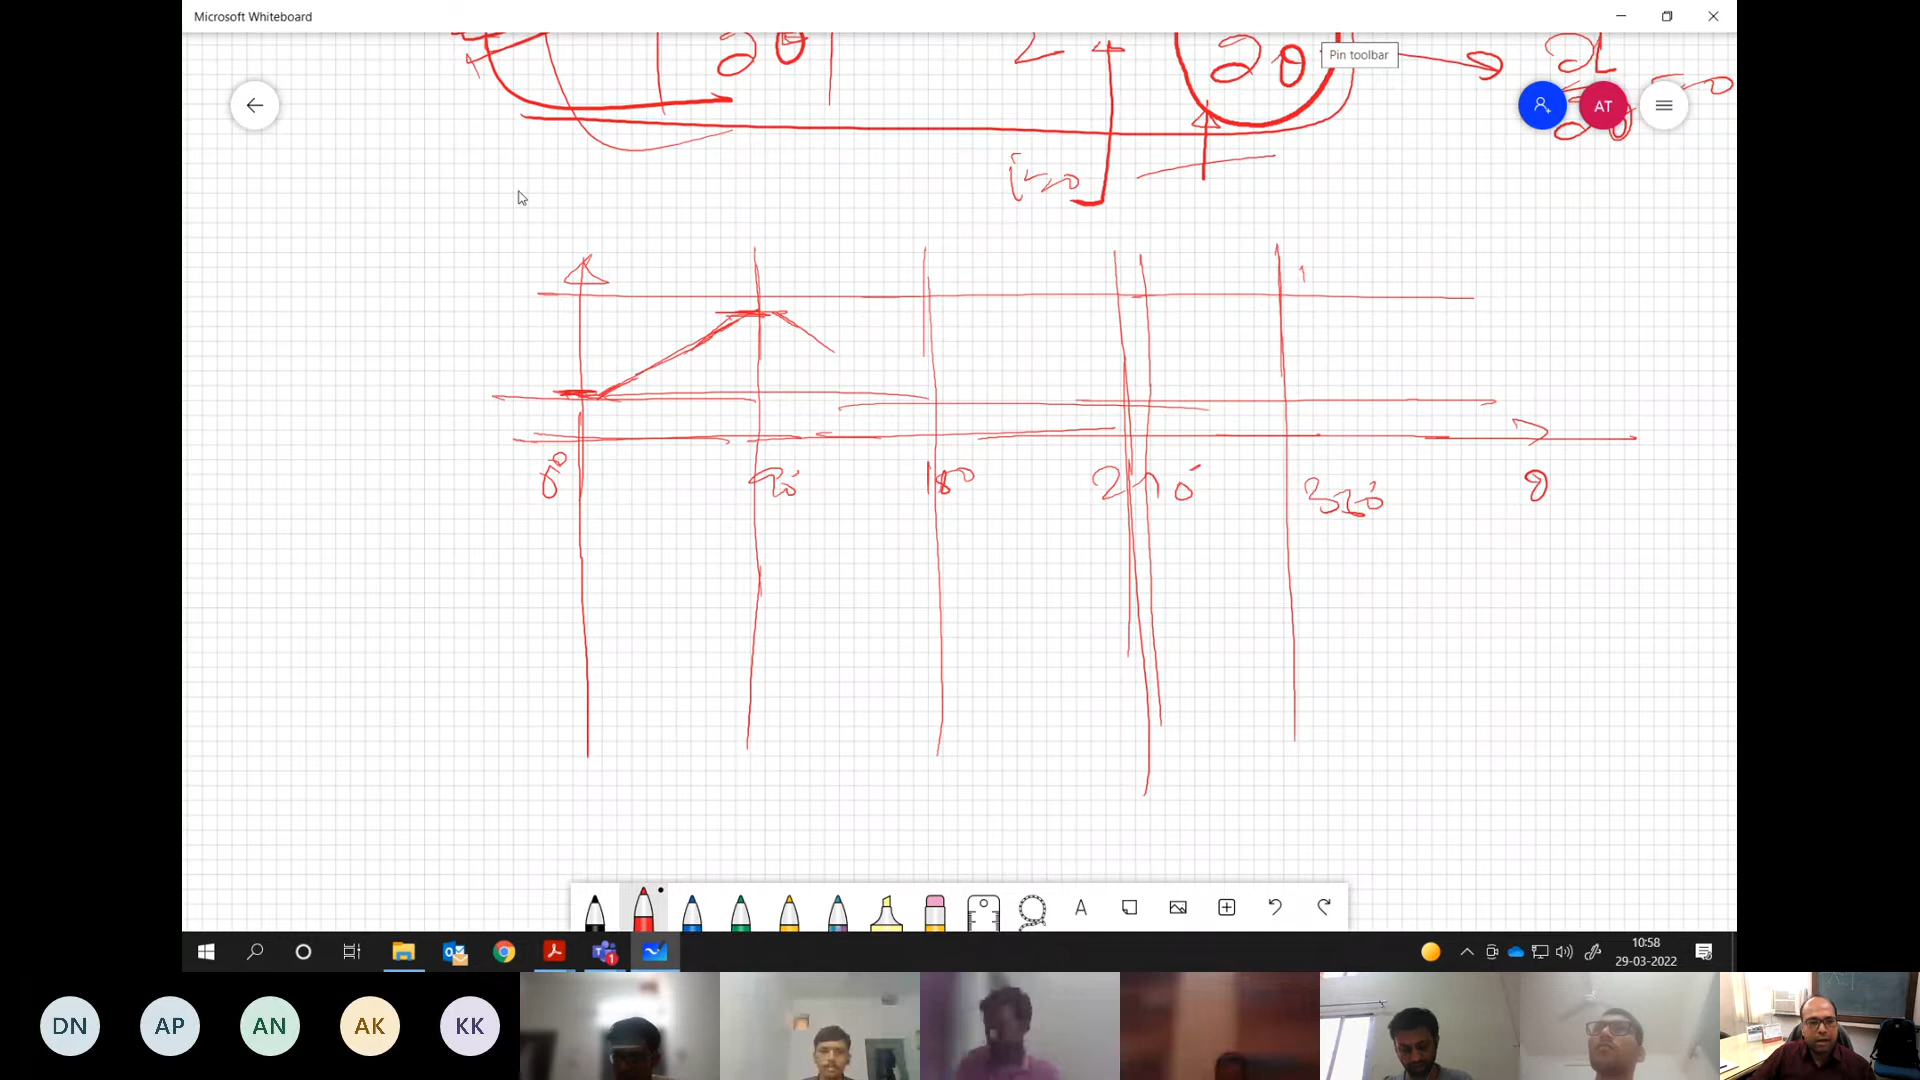 Microsoft Whiteboard
Pin toolbar
∂θ
∂θ
∂L
AT
i=0
0°
90°
180
270°
360°
θ
A
10:58
29-03-2022
DN
AP
AN
AK
KK